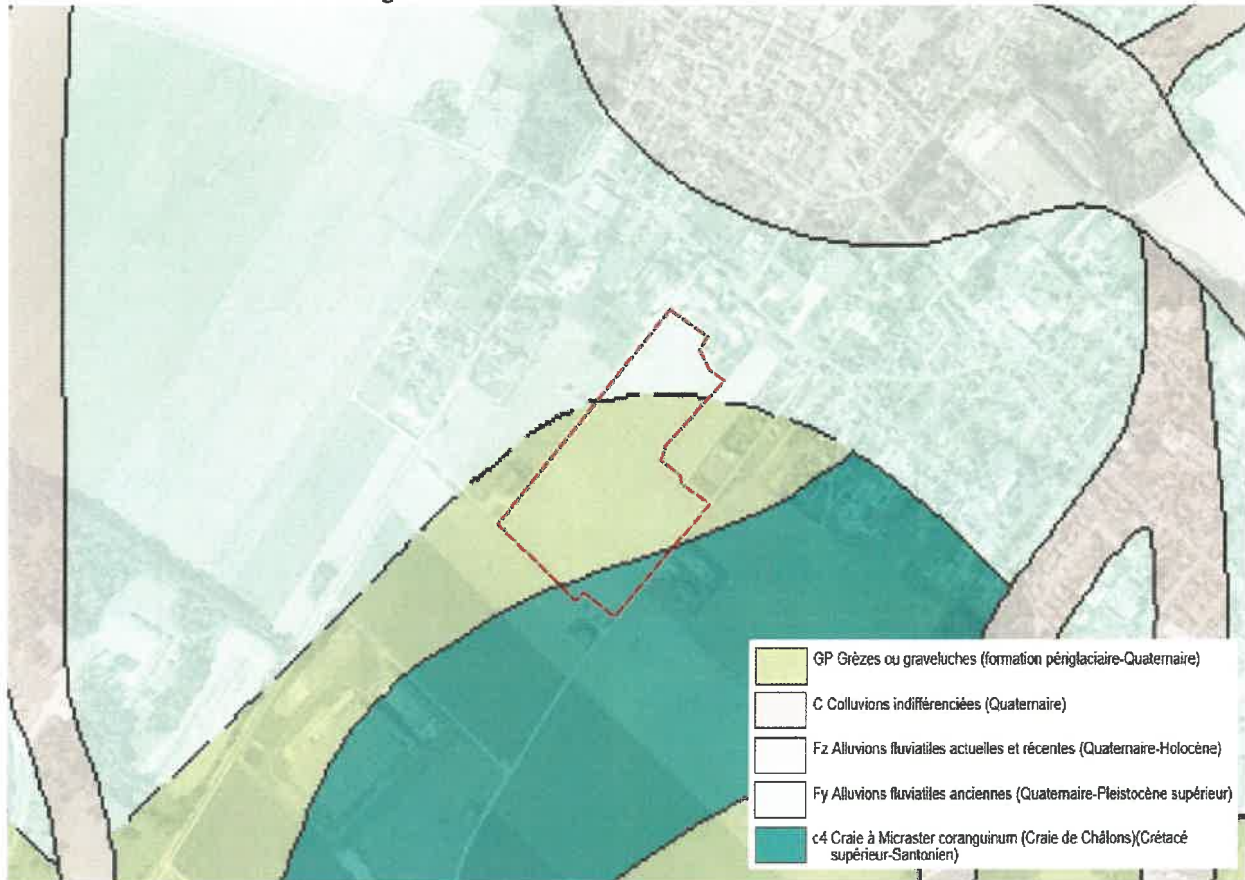 GP Grèzes ou graveluches (formation périglaciaire-Quaternaire)
C Colluvions indifférenciées (Quaternaire)
Fz Alluvions fluviatiles actuelles et récentes (Quaternaire-Holocène)
Fy Alluvions fluviatiles anciennes (Quaternaire-Pleistocène supérieur)
c4 Craie à Micraster coranguinum (Craie de Châlons)(Crétacé
supérieur-Santonien)